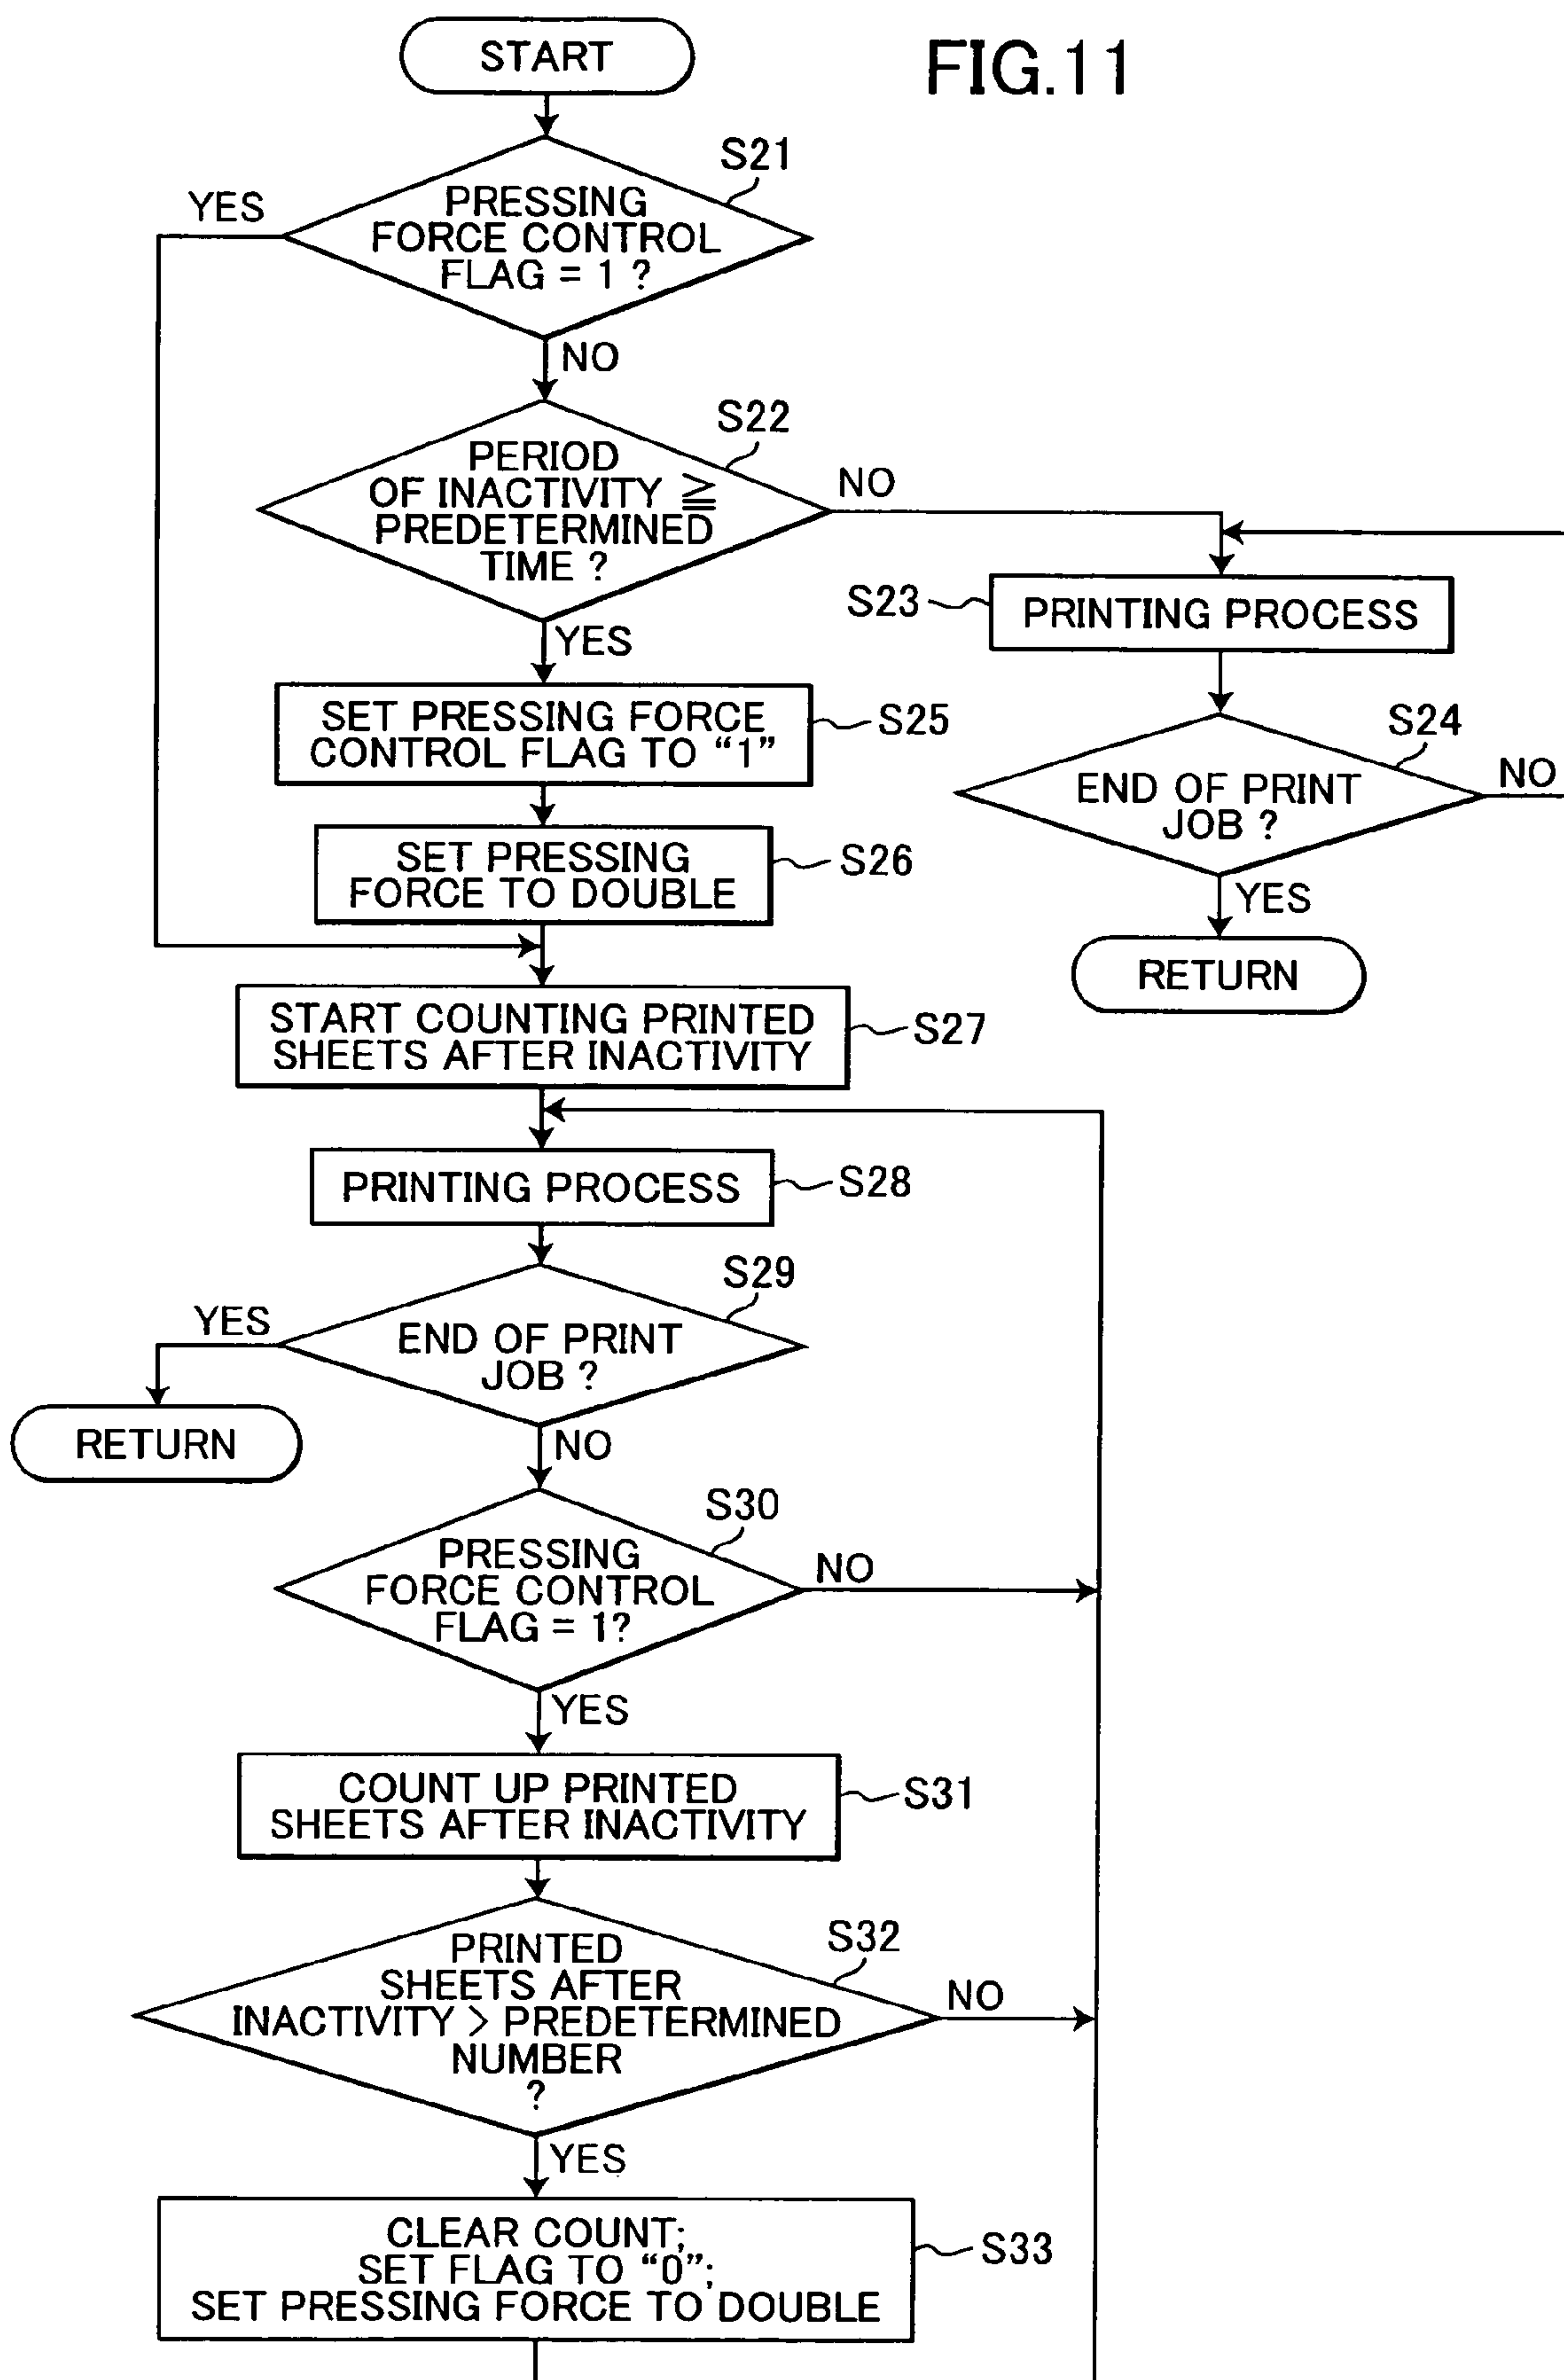 FIG.11
START
S21
YES
PRESSING
FORCE CONTROL
FLAG = 1 ?
NO
S22
PERIOD
OF INACTIVITY ≧
PREDETERMINED
TIME ?
NO
YES
S23
PRINTING PROCESS
S24
END OF PRINT
JOB ?
NO
YES
RETURN
SET PRESSING FORCE
CONTROL FLAG TO “1”
S25
SET PRESSING
FORCE TO DOUBLE
S26
START COUNTING PRINTED
SHEETS AFTER INACTIVITY
S27
PRINTING PROCESS
S28
S29
YES
END OF PRINT
JOB ?
RETURN
NO
S30
PRESSING
FORCE CONTROL
FLAG = 1?
NO
YES
COUNT UP PRINTED
SHEETS AFTER INACTIVITY
S31
S32
PRINTED
SHEETS AFTER
INACTIVITY > PREDETERMINED
NUMBER
?
NO
YES
CLEAR COUNT;
SET FLAG TO “0”;
SET PRESSING FORCE TO DOUBLE
S33